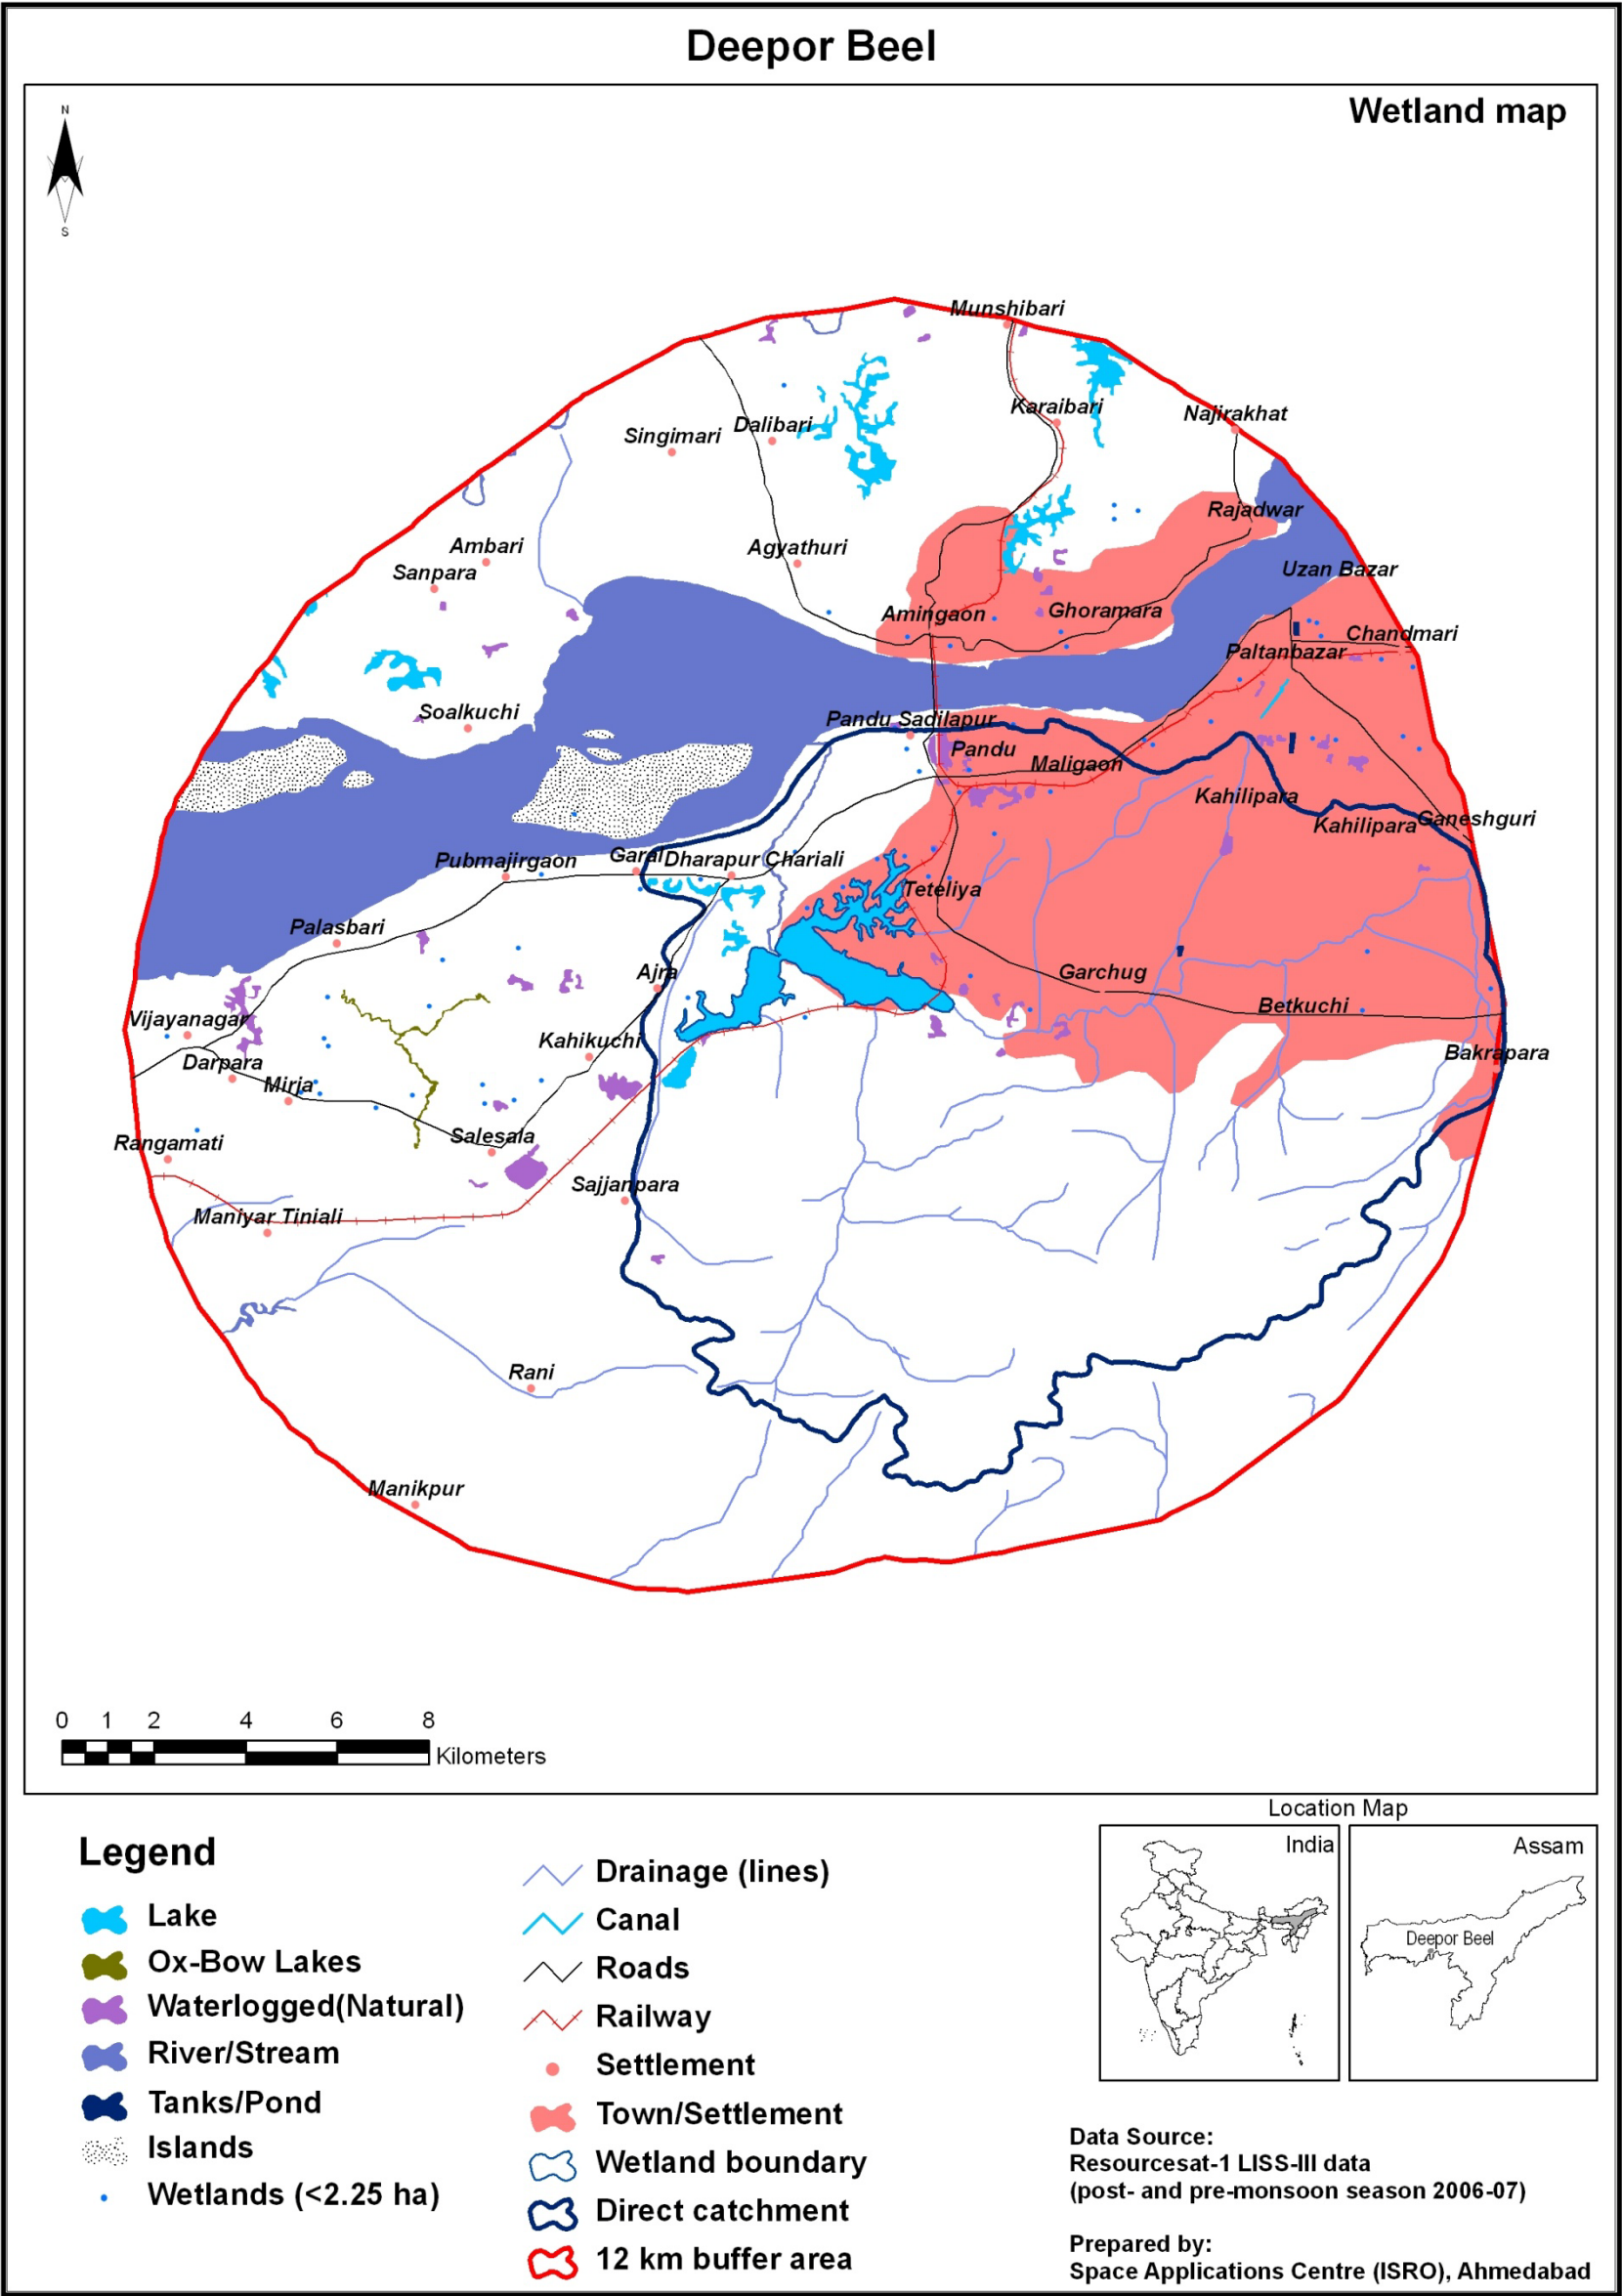 Deepor Beel
Wetland map
N
S
Munshibari
Karaibari
Najirakhat
Dalibari
Singimari
Rajadwar
Ambari
Agyathuri
Sanpara
Uzan Bazar
Amingaon
Ghoramara
Chandmari
Paltanbazar
Soalkuchi
Pandu Sadilapur
Pandu
Maligaon
Kahilipara
Kahilipara
Ganeshguri
Pubmajirgaon
Garal
Dharapur Chariali
Teteliya
Palasbari
Ajra
Garchug
Betkuchi
Vijayanagar
Kahikuchi
Bakrapara
Darpara
Mirja
Salesala
Rangamati
Sajjanpara
Maniyar Tiniali
Rani
Manikpur
0 1 2 4 6 8
Kilometers
Legend
Lake
Ox-Bow Lakes
Waterlogged(Natural)
River/Stream
Tanks/Pond
Islands
Wetlands (<2.25 ha)
Drainage (lines)
Canal
Roads
Railway
Settlement
Town/Settlement
Wetland boundary
Direct catchment
12 km buffer area
Location Map
India
Assam
Deepor Beel
Data Source:
Resourcesat-1 LISS-III data
(post- and pre-monsoon season 2006-07)
Prepared by:
Space Applications Centre (ISRO), Ahmedabad